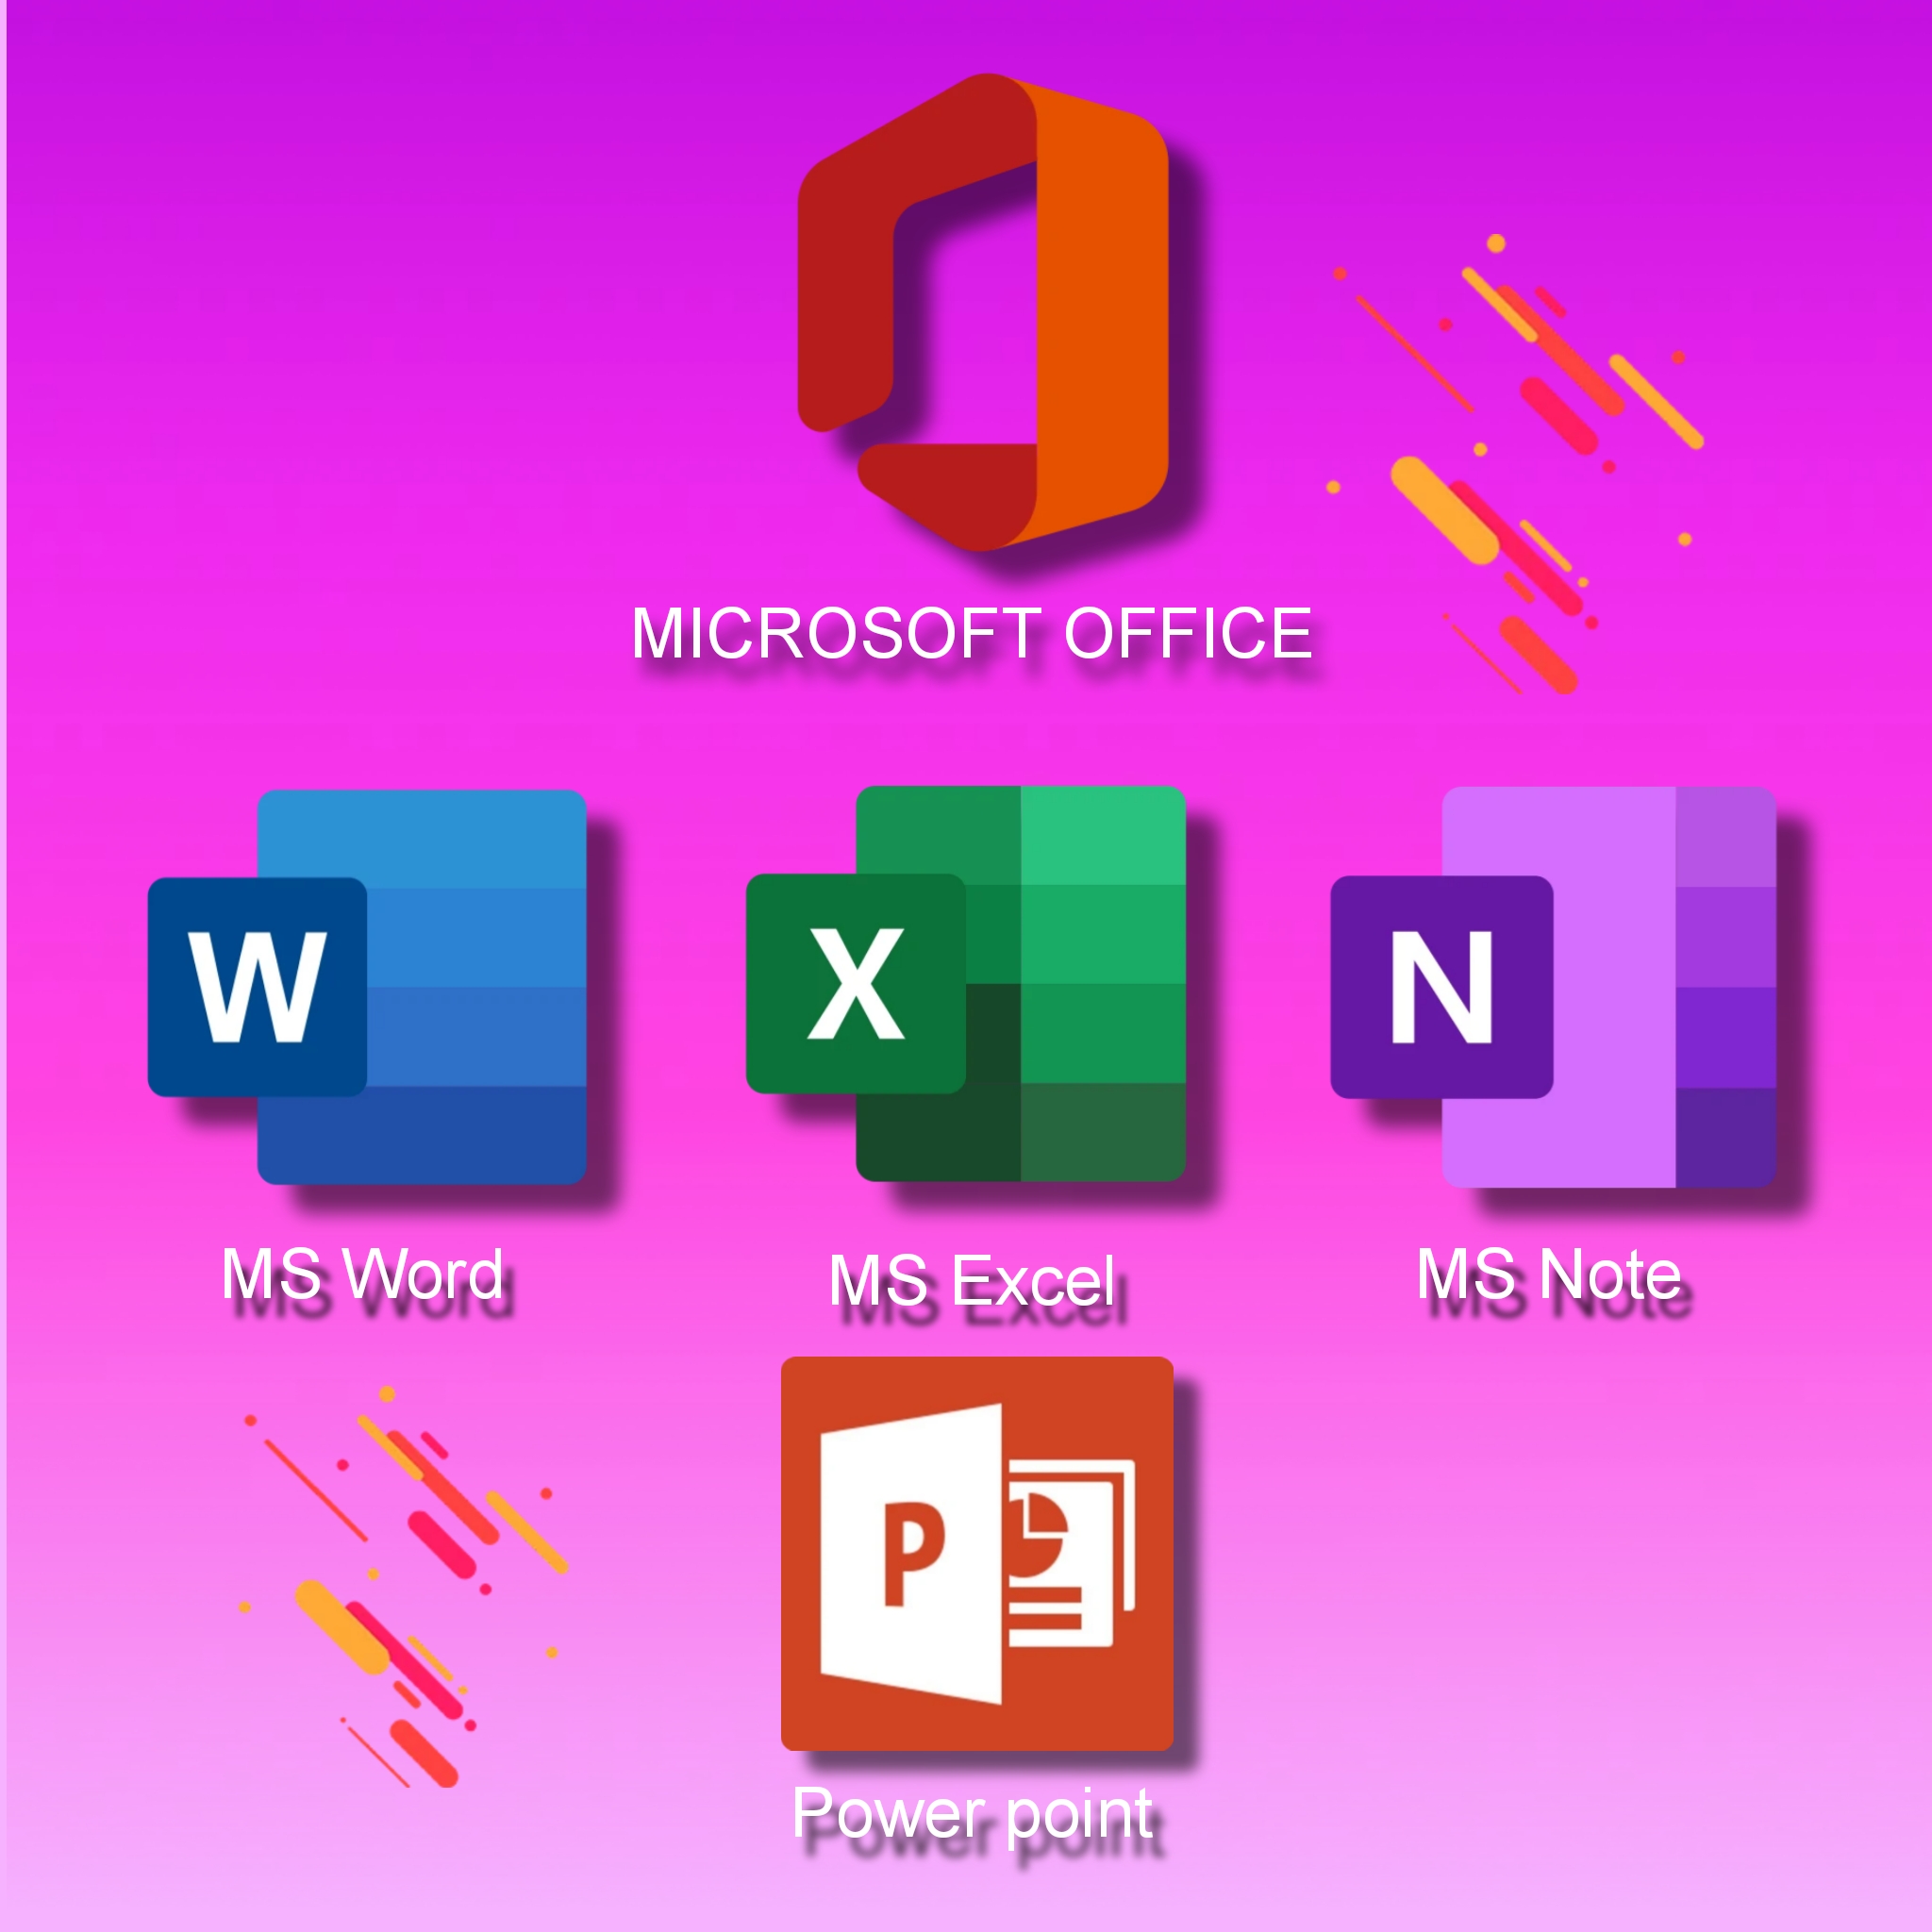 MICROSOFT OFFICE
W
X
N
MS Word
MS Excel
MS Note
P
Power point